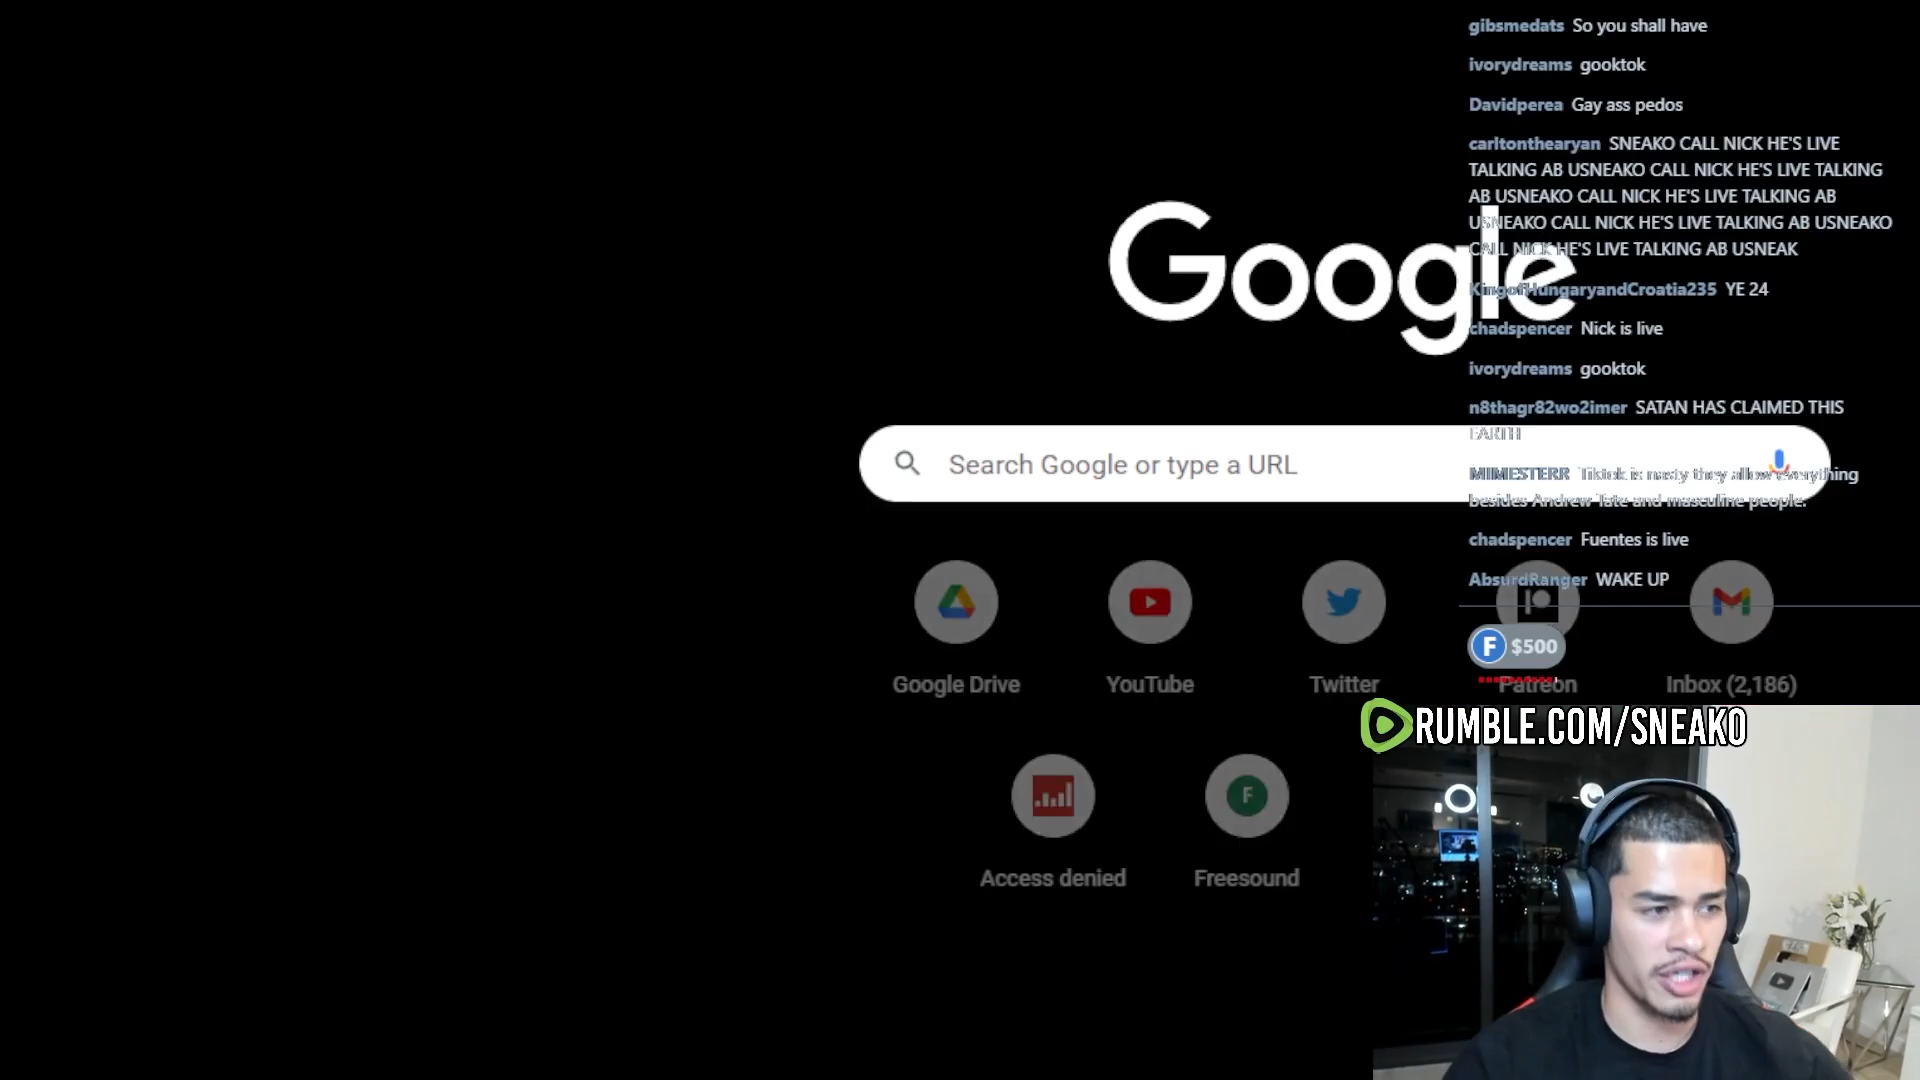 gibsmedats So you shall have
ivorydreams gooktok
Davidperea Gay ass pedos
carltonthearyan SNEAKO CALL NICK HE'S LIVE
TALKING AB USNEAKO CALL NICK HE'S LIVE TALKING
AB USNEAKO CALL NICK HE'S LIVE TALKING AB
USNEAKO CALL NICK HE'S LIVE TALKING AB USNEAKO
CALL NICK HE'S LIVE TALKING AB USNEAK
Google
KingofHungaryandCroatia235 YE 24
chadspencer Nick is live
ivorydreams gooktok
n8thagr82wo2imer SATAN HAS CLAIMED THIS
EARTH
Search Google or type a URL
MIMESTERR Tiktok is nasty they allow everything
besides Andrew Tate and masculine people.
chadspencer Fuentes is live
AbsurdRanger WAKE UP
F $500
Google Drive
YouTube
Twitter
Patreon
Inbox (2,186)
RUMBLE.COM/SNEAKO
F
Access denied
Freesound